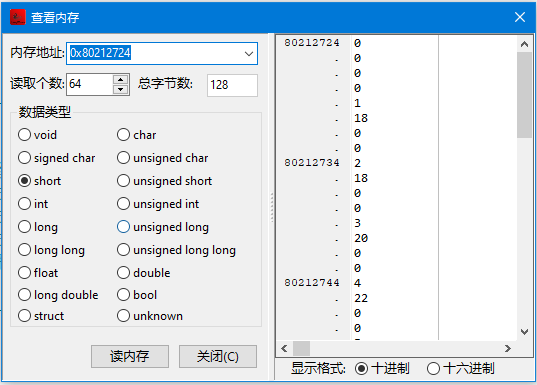 查看内存
内存地址: 0x80212724
读取个数: 64 总字节数: 128
数据类型
void char
signed char unsigned char
short unsigned short
int unsigned int
long unsigned long
long long unsigned long long
float double
long double bool
struct unknown
读内存 关闭(C)
80212724 0
. 0
. 0
. 0
. 1
. 18
. 0
. 0
80212734 2
. 18
. 0
. 0
. 3
. 20
. 0
. 0
80212744 4
. 22
. 0
. 0
显示格式: 十进制 十六进制